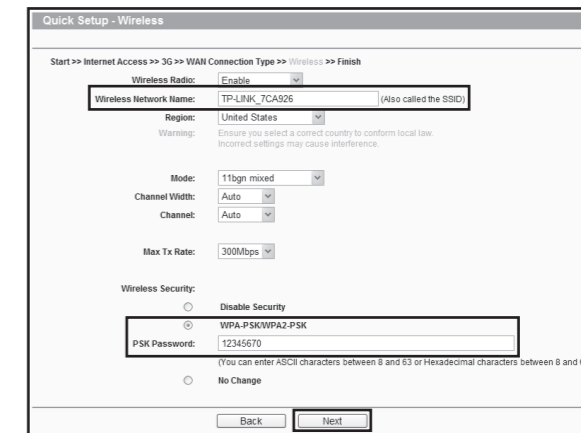 Quick Setup - Wireless
Start >> Internet Access >> 3G >> WAN Connection Type >> Wireless >> Finish
Wireless Radio: Enable
Wireless Network Name: TP-LINK_7CA926 (Also called the SSID)
Region: United States
Warning: Ensure you select a correct country to conform local law.
Incorrect settings may cause interference.
Mode: 11bgn mixed
Channel Width: Auto
Channel: Auto
Max Tx Rate: 300Mbps
Wireless Security:
Disable Security
WPA-PSK/WPA2-PSK
PSK Password: 12345670
(You can enter ASCII characters between 8 and 63 or Hexadecimal characters between 8 and
No Change
Back Next